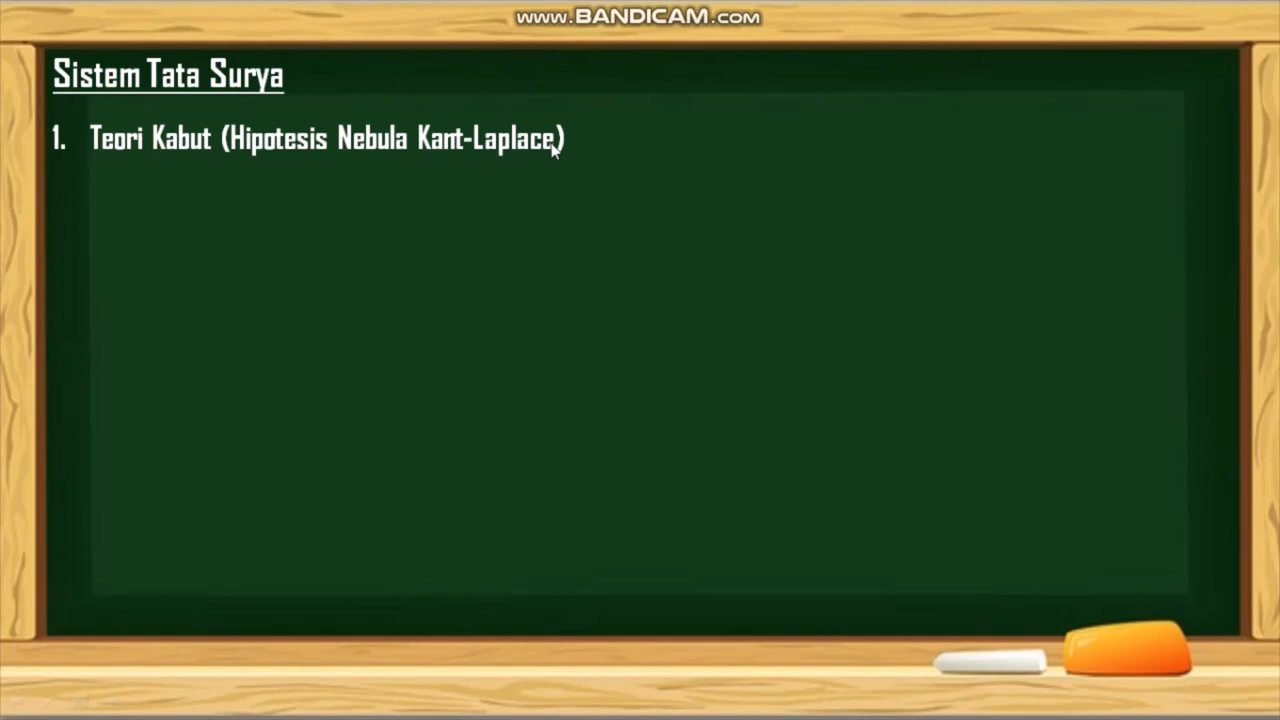 www.BANDICAM.com
Sistem Tata Surya
1. Teori Kabut (Hipotesis Nebula Kant-Laplace)